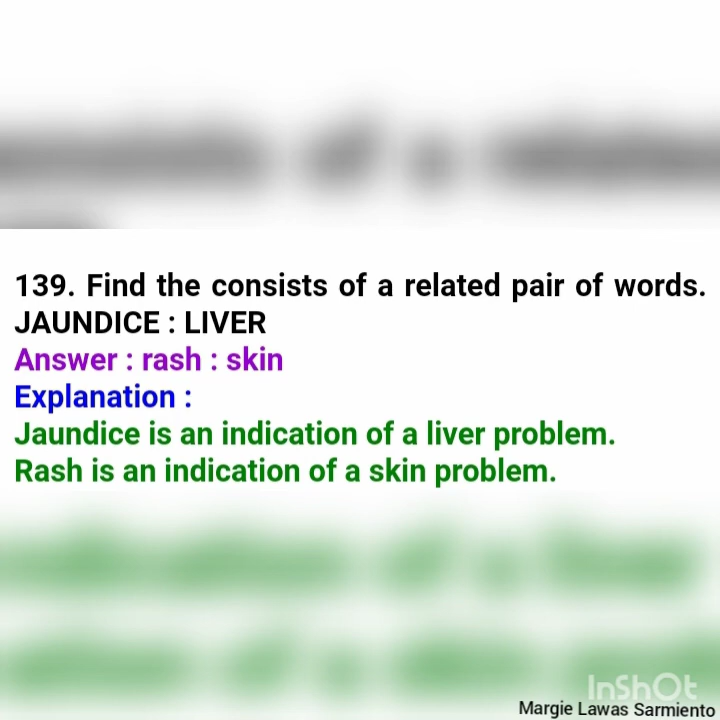 139. Find the consists of a related pair of words.
JAUNDICE : LIVER
Answer : rash : skin
Explanation :
Jaundice is an indication of a liver problem.
Rash is an indication of a skin problem.
InShOt
Margie Lawas Sarmiento